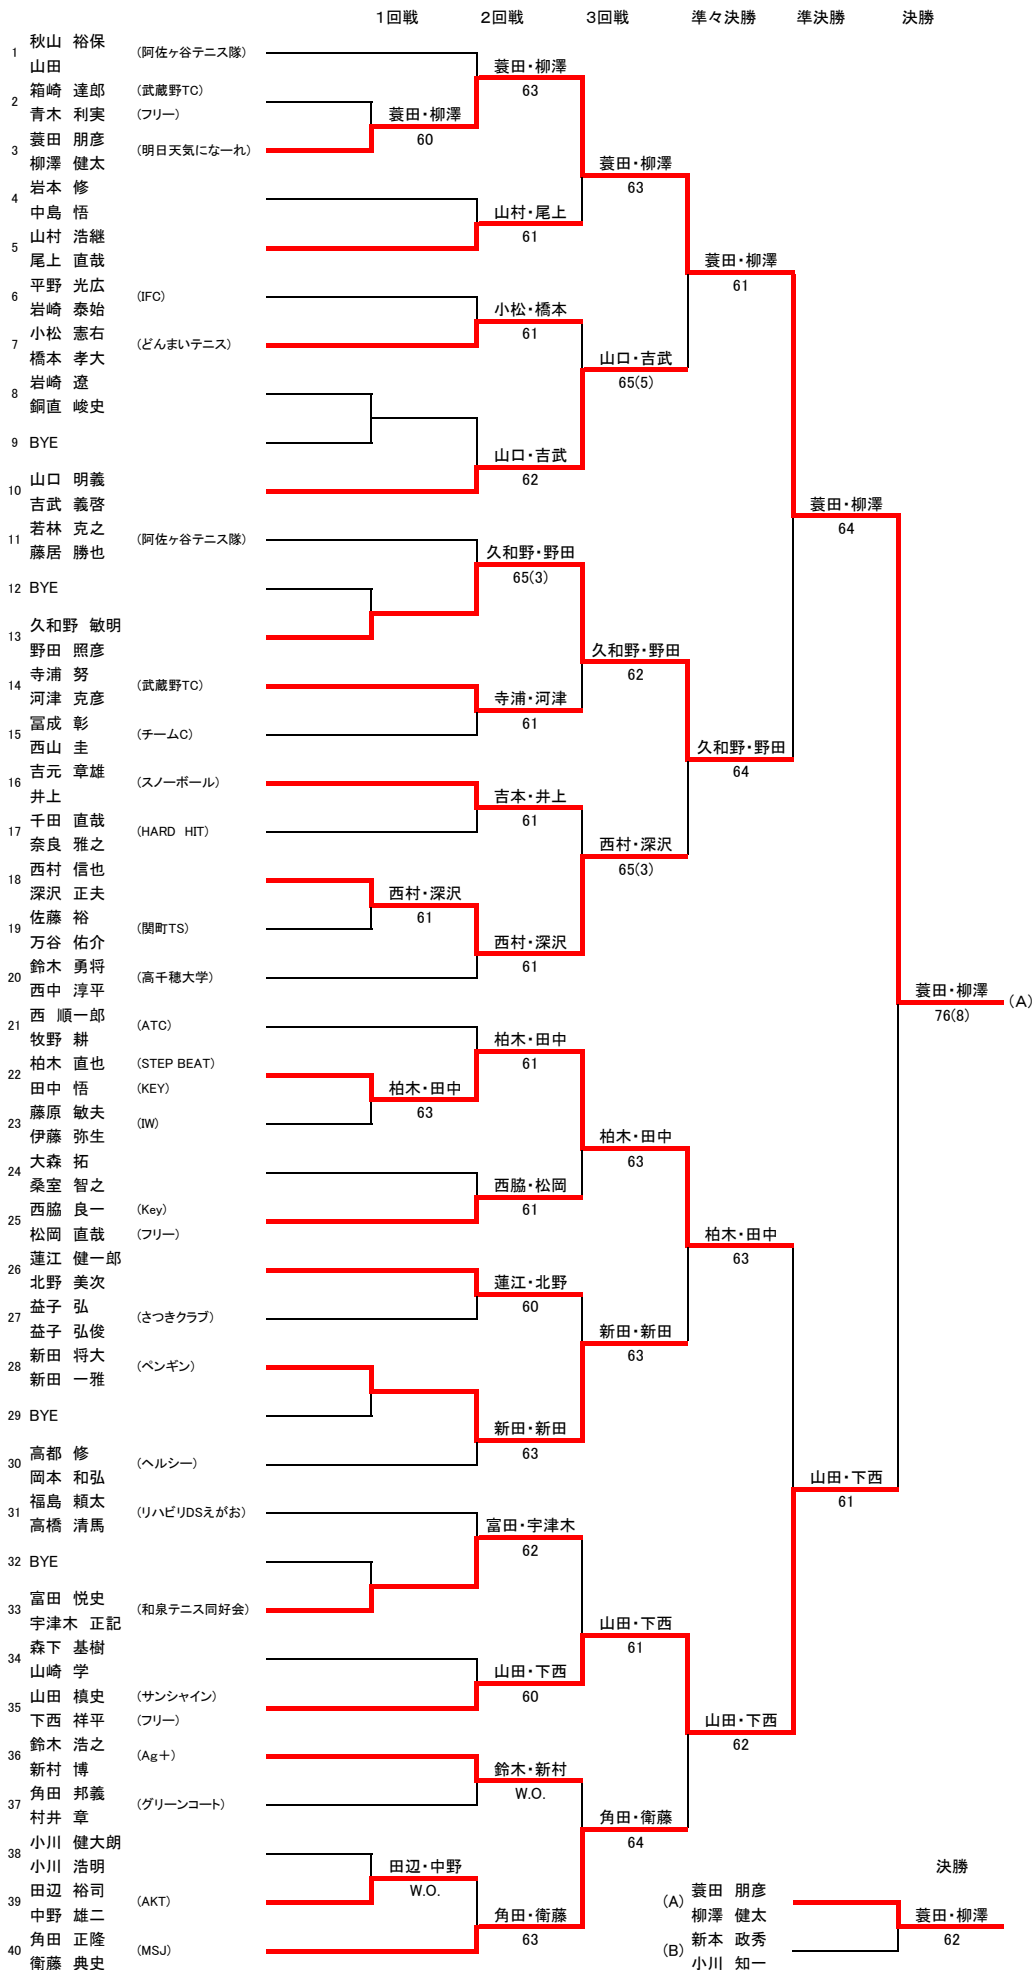 1回戦 2回戦 3回戦 準々決勝 準決勝 決勝
1 秋山 裕保 (阿佐ヶ谷テニス隊)
山田
蓑田・柳澤
63
2 箱崎 達郎 (武蔵野TC)
青木 利実 (フリー)
蓑田・柳澤
60
3 蓑田 朋彦 (明日天気になーれ)
柳澤 健太
蓑田・柳澤
63
4 岩本 修
中島 悟
山村・尾上
61
5 山村 浩継
尾上 直哉
蓑田・柳澤
61
6 平野 光広 (IFC)
岩崎 泰始
小松・橋本
61
7 小松 憲右 (どんまいテニス)
橋本 孝大
山口・吉武
65(5)
8 岩崎 遼
銅直 峻史
9 BYE
山口・吉武
62
10 山口 明義
吉武 義啓
蓑田・柳澤
64
11 若林 克之 (阿佐ヶ谷テニス隊)
藤居 勝也
久和野・野田
65(3)
12 BYE
13 久和野 敏明
野田 照彦
久和野・野田
62
14 寺浦 努 (武蔵野TC)
河津 克彦
寺浦・河津
61
15 冨成 彰 (チームC)
西山 圭
久和野・野田
64
16 吉元 章雄 (スノーボール)
井上
吉本・井上
61
17 千田 直哉 (HARD HIT)
奈良 雅之
西村・深沢
65(3)
18 西村 信也
深沢 正夫
西村・深沢
61
19 佐藤 裕 (関町TS)
万谷 佑介
西村・深沢
61
20 鈴木 勇将 (高千穂大学)
西中 淳平
蓑田・柳澤 (A)
76(8)
21 西 順一郎 (ATC)
牧野 耕
柏木・田中
61
22 柏木 直也 (STEP BEAT)
田中 悟 (KEY)
柏木・田中
63
23 藤原 敏夫 (IW)
伊藤 弥生
柏木・田中
63
24 大森 拓
桑室 智之
西脇・松岡
61
25 西脇 良一 (Key)
松岡 直哉 (フリー)
柏木・田中
63
26 蓮江 健一郎
北野 美次
蓮江・北野
60
27 益子 弘 (さつきクラブ)
益子 弘俊
新田・新田
63
28 新田 将大 (ペンギン)
新田 一雅
29 BYE
新田・新田
63
30 高都 修 (ヘルシー)
岡本 和弘
山田・下西
61
31 福島 頼太 (リハビリDSえがお)
高橋 清馬
富田・宇津木
62
32 BYE
33 富田 悦史 (和泉テニス同好会)
宇津木 正記
山田・下西
61
34 森下 基樹
山崎 学
山田・下西
60
35 山田 槙史 (サンシャイン)
下西 祥平 (フリー)
山田・下西
62
36 鈴木 浩之 (Ag＋)
新村 博
鈴木・新村
W.O.
37 角田 邦義 (グリーンコート)
村井 章
角田・衛藤
64
38 小川 健大朗
小川 浩明
田辺・中野
W.O.
39 田辺 裕司 (AKT)
中野 雄二
角田・衛藤
63
40 角田 正隆 (MSJ)
衛藤 典史
決勝
(A) 蓑田 朋彦
柳澤 健太
蓑田・柳澤
62
(B) 新本 政秀
小川 知一